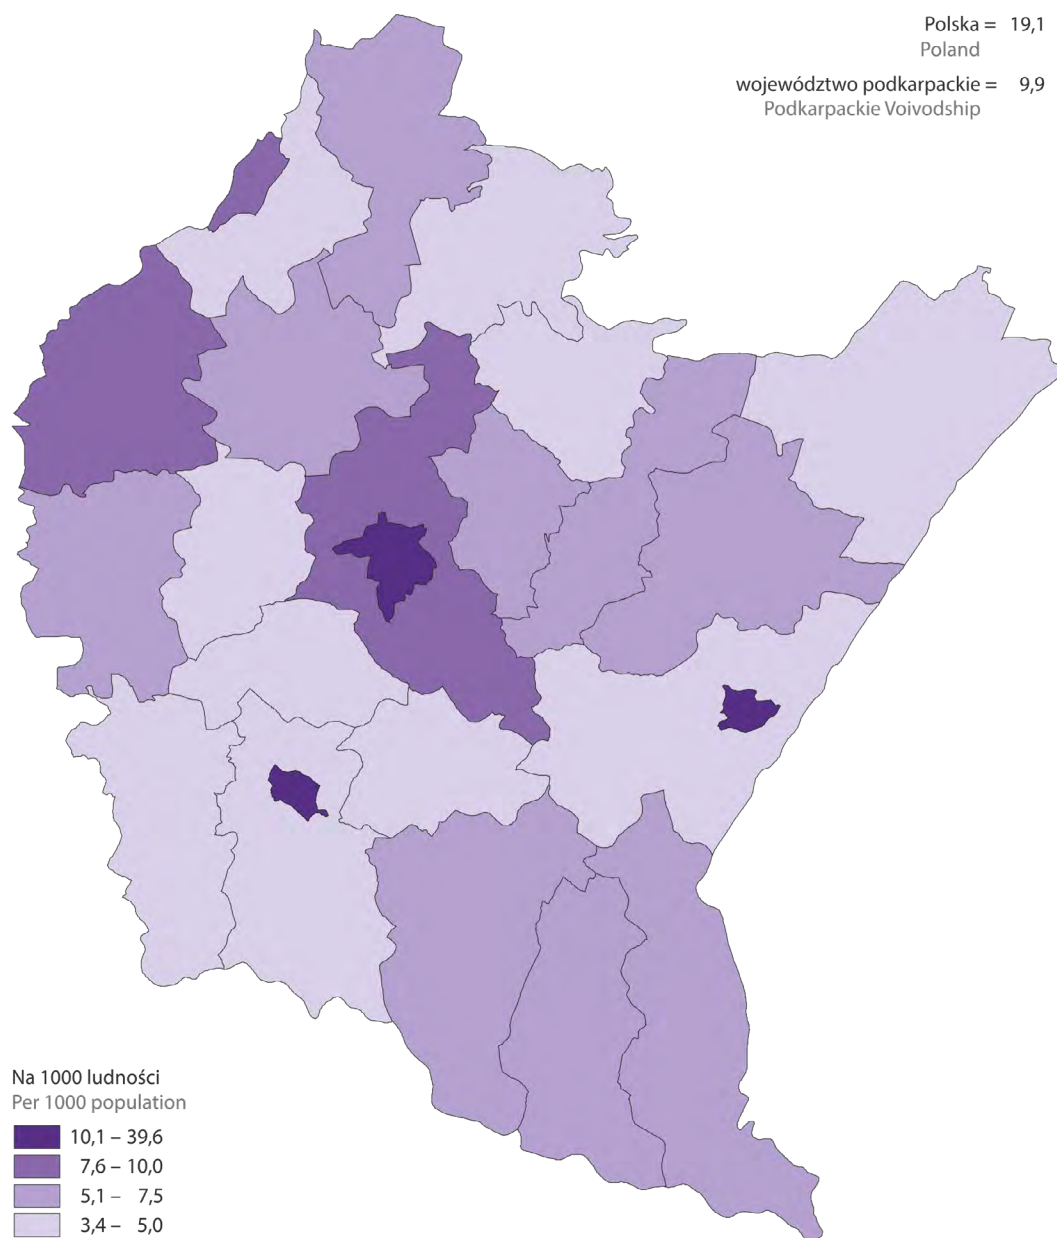 Polska = 19,1
Poland
województwo podkarpackie = 9,9
Podkarpackie Voivodship
Na 1000 ludności
Per 1000 population
10,1 – 39,6
7,6 – 10,0
5,1 – 7,5
3,4 – 5,0